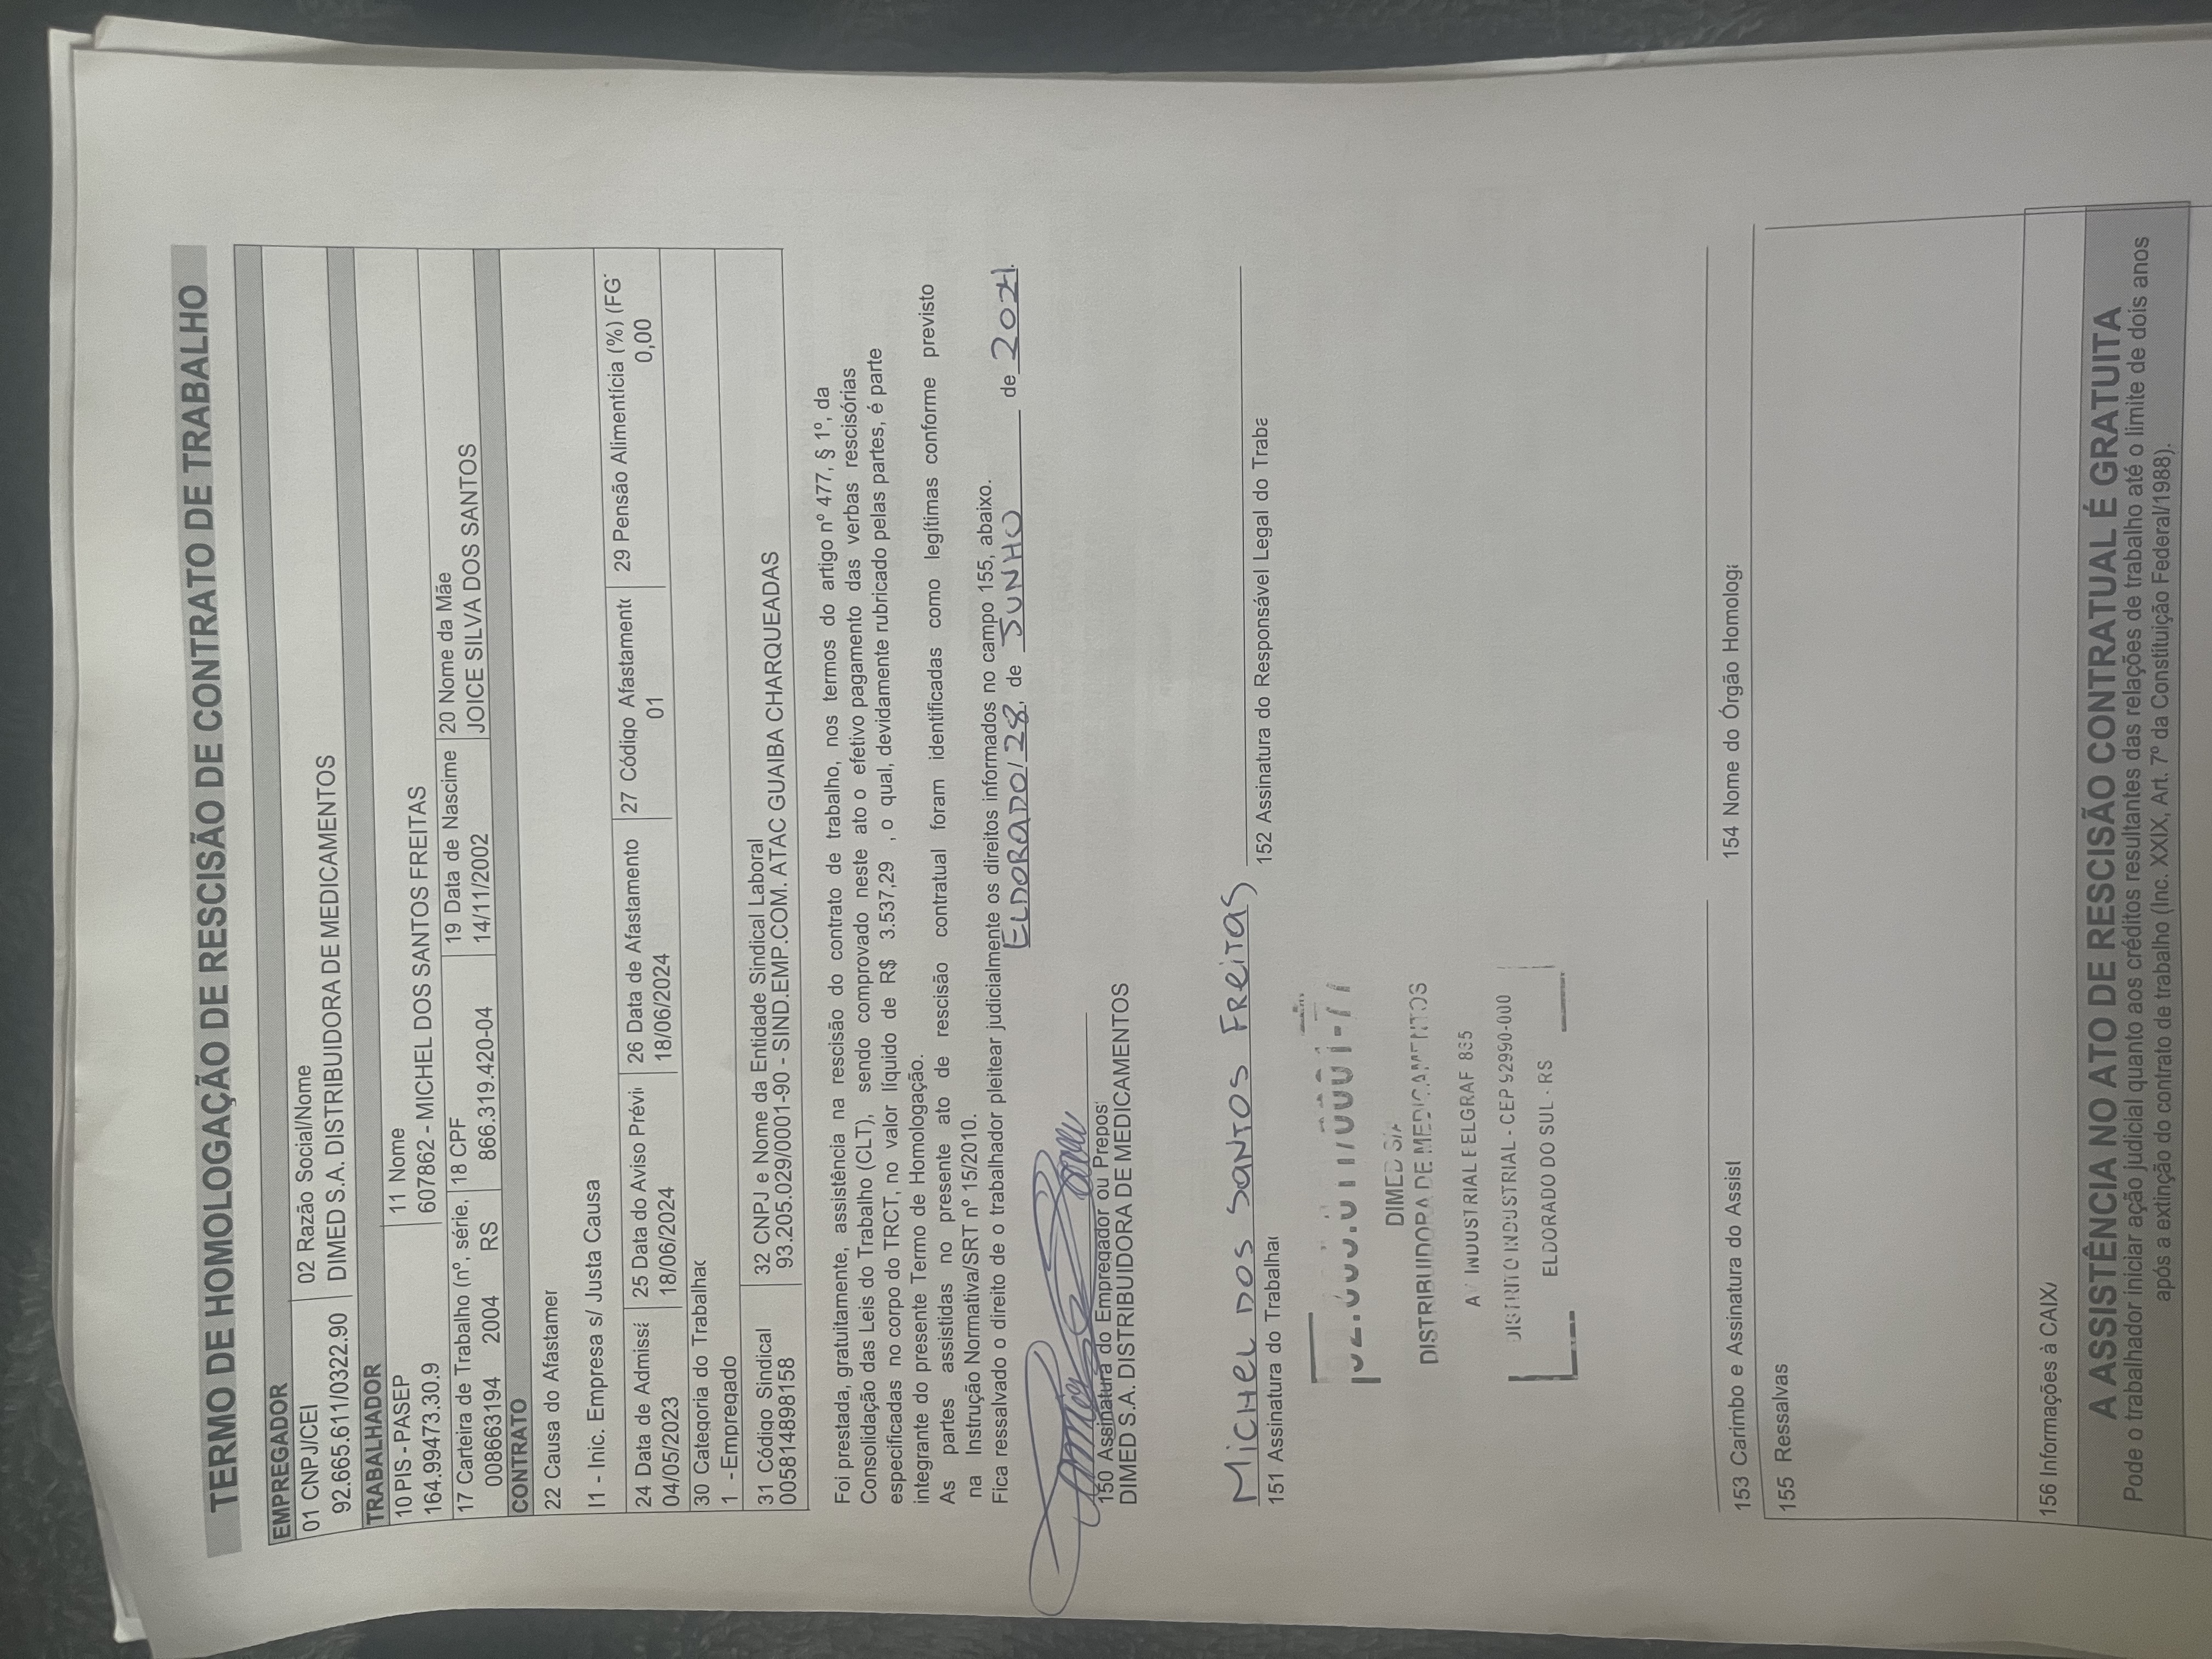 TERMO DE HOMOLOGAÇÃO DE RESCISÃO DE CONTRATO DE TRABALHO
EMPREGADOR
01 CNPJ/CEI 02 Razão Social/Nome
92.665.611/0322.90 DIMED S.A. DISTRIBUIDORA DE MEDICAMENTOS
TRABALHADOR
10 PIS - PASEP 11 Nome
164.99473.30.9 607862 - MICHEL DOS SANTOS FREITAS
17 Carteira de Trabalho (nº, série, 18 CPF 19 Data de Nascime 20 Nome da Mãe
008663194 2004 RS 866.319.420-04 14/11/2002 JOICE SILVA DOS SANTOS
CONTRATO
22 Causa do Afastamer
I1 - Inic. Empresa s/ Justa Causa
24 Data de Admissã 25 Data do Aviso Prévi 26 Data de Afastamento 27 Código Afastamento 29 Pensão Alimentícia (%) (FG
04/05/2023 18/06/2024 18/06/2024 01 0,00
30 Categoria do Trabalhac
1 - Empregado
31 Código Sindical 32 CNPJ e Nome da Entidade Sindical Laboral
005814898158 93.205.029/0001-90 - SIND.EMP.COM. ATAC GUAIBA CHARQUEADAS
Foi prestada, gratuitamente, assistência na rescisão do contrato de trabalho, nos termos do artigo nº 477, § 1º, da
Consolidação das Leis do Trabalho (CLT), sendo comprovado neste ato o efetivo pagamento das verbas rescisórias
especificadas no corpo do TRCT, no valor líquido de R$ 3.537,29 , o qual, devidamente rubricado pelas partes, é parte
integrante do presente Termo de Homologação.
As partes assistidas no presente ato de rescisão contratual foram identificadas como legítimas conforme previsto
na Instrução Normativa/SRT nº 15/2010.
Fica ressalvado o direito de o trabalhador pleitear judicialmente os direitos informados no campo 155, abaixo.
ELDORADO/ 28, de JUNHO de 2024.
150 Assinatura do Empregador ou Prepos
DIMED S.A. DISTRIBUIDORA DE MEDICAMENTOS
MICHEL DOS SANTOS FREITAS
151 Assinatura do Trabalha 152 Assinatura do Responsável Legal do Traba
DIMED S/A
DISTRIBUIDORA DE MEDICAMENTOS
AV INDUSTRIAL BELGRAF 865
DISTRITO INDUSTRIAL - CEP 92990-000
ELDORADO DO SUL - RS
153 Carimbo e Assinatura do Assist 154 Nome do Órgão Homologa
155 Ressalvas
156 Informações à CAIXA
A ASSISTÊNCIA NO ATO DE RESCISÃO CONTRATUAL É GRATUITA
Pode o trabalhador iniciar ação judicial quanto aos créditos resultantes das relações de trabalho até o limite de dois anos
após a extinção do contrato de trabalho (Inc. XXIX, Art. 7º da Constituição Federal/1988).